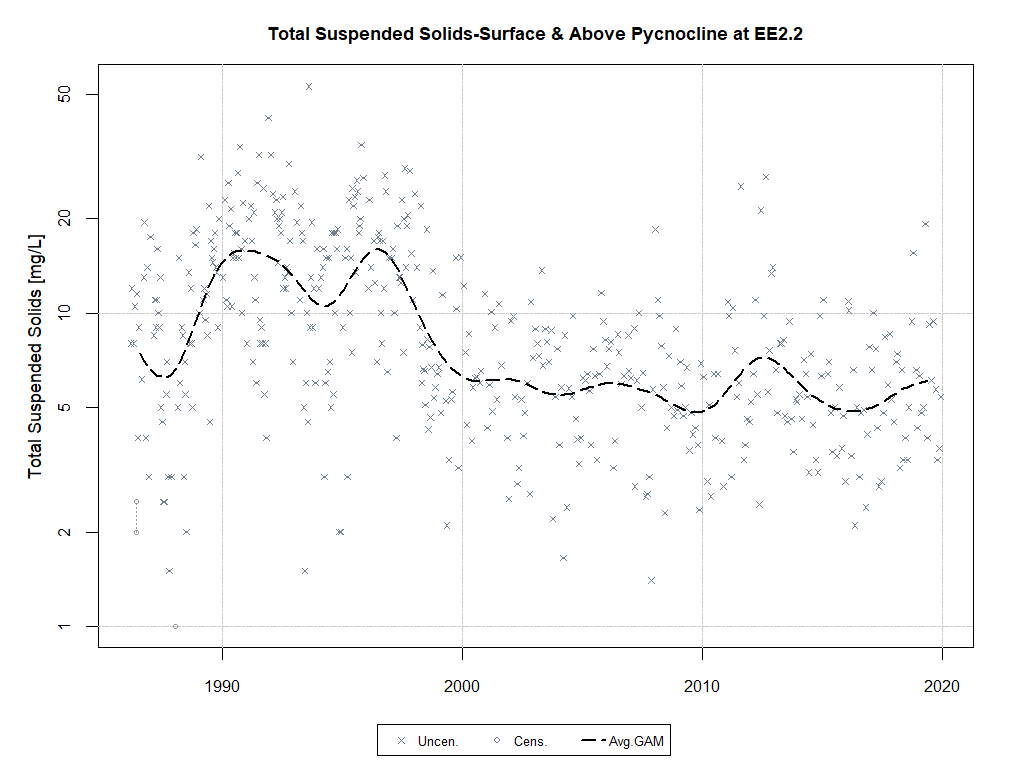 Total Suspended Solids-Surface & Above Pycnocline at EE2.2
Total Suspended Solids [mg/L]
50
20
10
5
2
1
1990 2000 2010 2020
Uncen. Cens. Avg.GAM